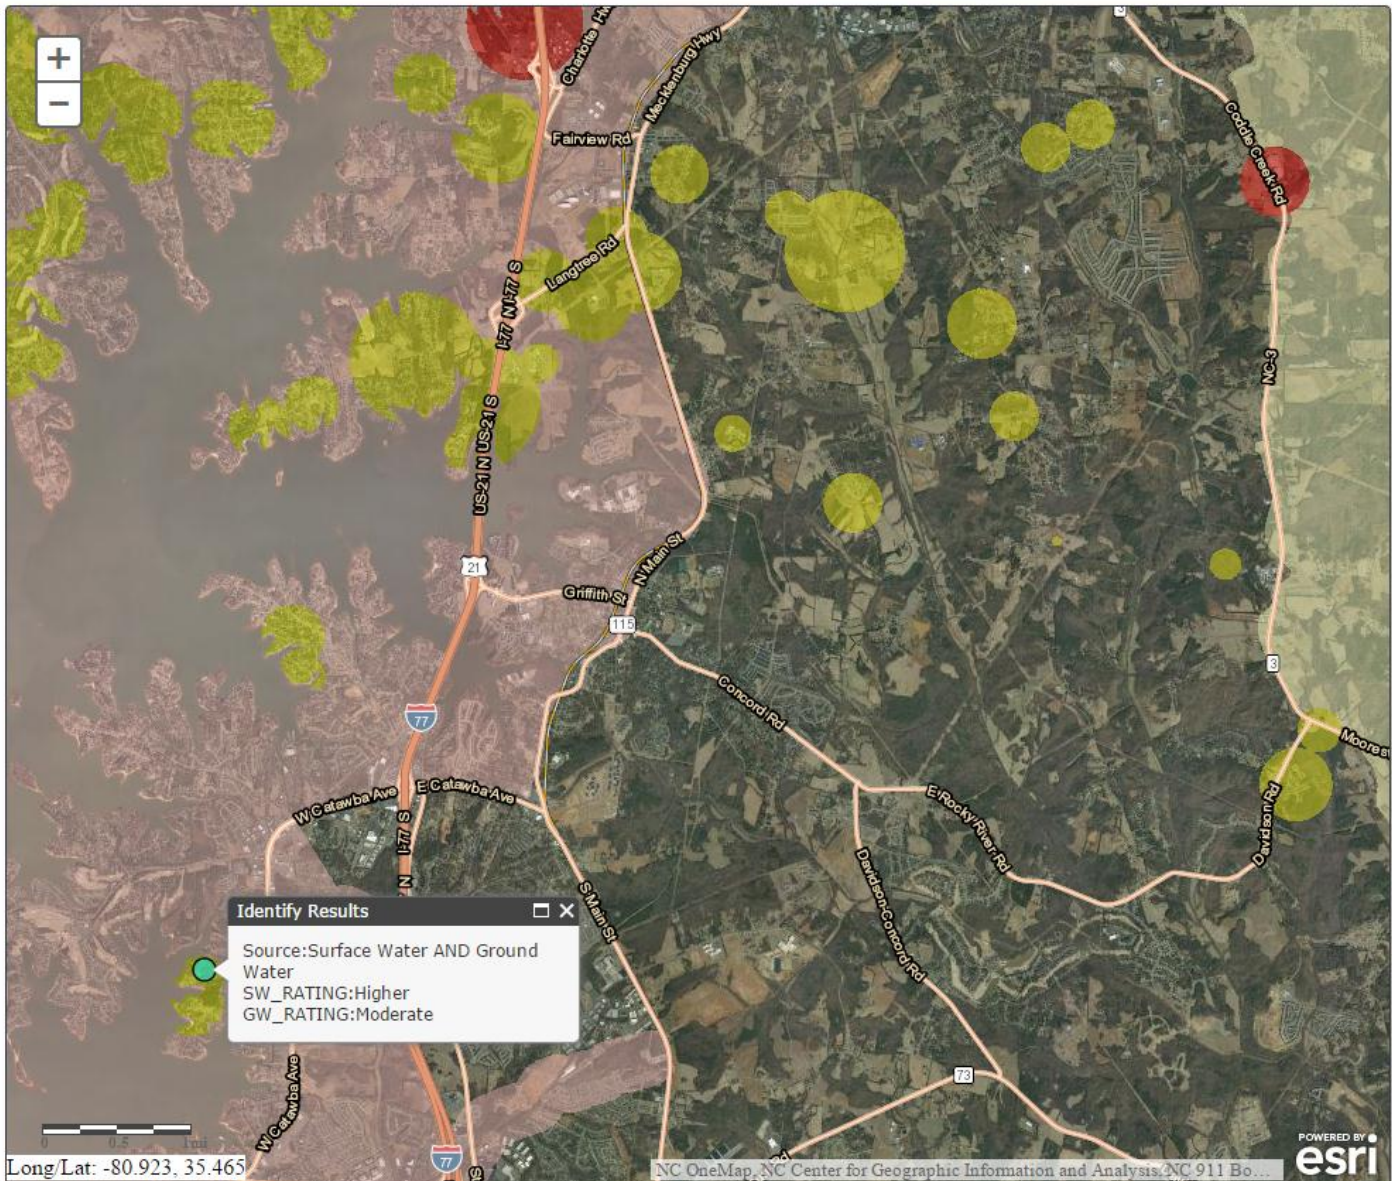 +
−
3
Charlotte Hw
Mecklenburg Hwy
Fairview Rd
Coddle Creek Rd
Langtree Rd
I-77 N I-77 S
NC-3
US-21 N US-21 S
21
N Main St
Griffith St
115
3
Concord Rd
77
Mooresv
W Catawba Ave
E Catawba Ave
E Rocky River Rd
Davidson Rd
I-77 S
N
Davidson-Concord Rd
S Main St
Identify Results
Source:Surface Water AND Ground
Water
SW_RATING:Higher
GW_RATING:Moderate
W Catawba Ave
73
0 0.5 1mi
77
Rd
Long/Lat: -80.923, 35.465
NC OneMap, NC Center for Geographic Information and Analysis, NC 911 Bo...
POWERED BY
esri